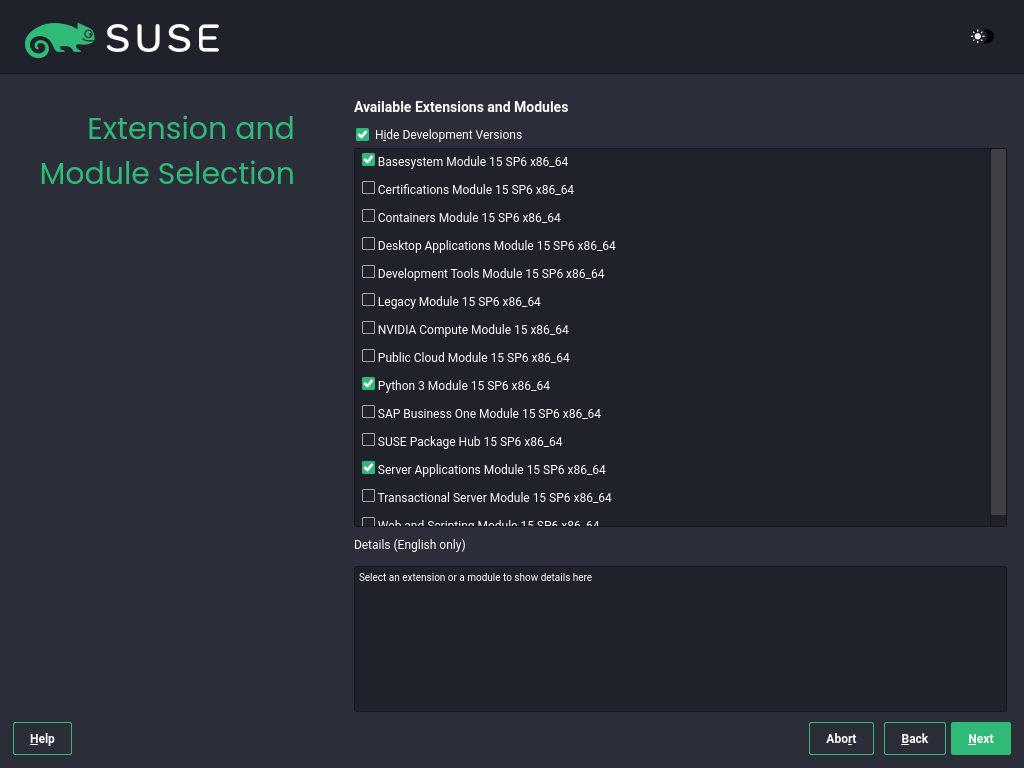 SUSE
Extension and
Module Selection
Available Extensions and Modules
Hide Development Versions
Basesystem Module 15 SP6 x86_64
Certifications Module 15 SP6 x86_64
Containers Module 15 SP6 x86_64
Desktop Applications Module 15 SP6 x86_64
Development Tools Module 15 SP6 x86_64
Legacy Module 15 SP6 x86_64
NVIDIA Compute Module 15 x86_64
Public Cloud Module 15 SP6 x86_64
Python 3 Module 15 SP6 x86_64
SAP Business One Module 15 SP6 x86_64
SUSE Package Hub 15 SP6 x86_64
Server Applications Module 15 SP6 x86_64
Transactional Server Module 15 SP6 x86_64
Web and Scripting Module 15 SP6 x86_64
Details (English only)
Select an extension or a module to show details here
Help
Abort
Back
Next